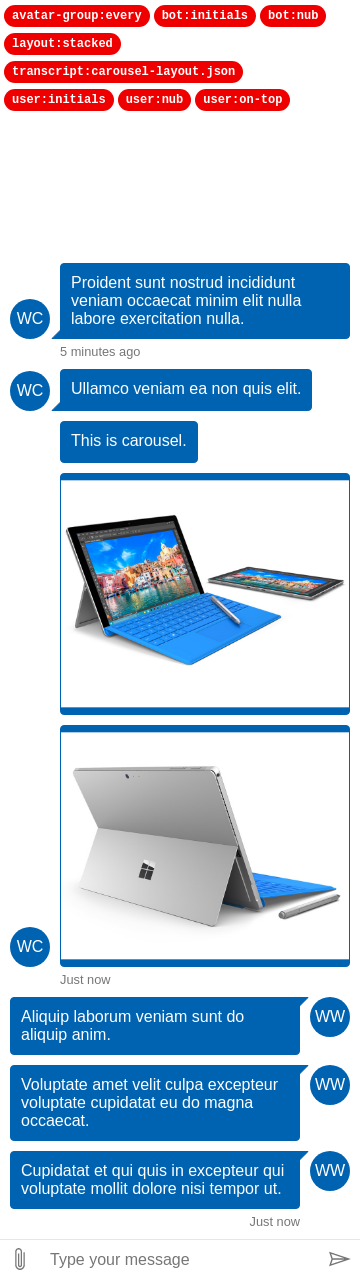 avatar-group:every bot:initials bot:nub
layout:stacked
transcript:carousel-layout.json
user:initials user:nub user:on-top
Proident sunt nostrud incididunt
veniam occaecat minim elit nulla
labore exercitation nulla.
WC
5 minutes ago
WC
Ullamco veniam ea non quis elit.
This is carousel.
WC
Just now
Aliquip laborum veniam sunt do
aliquip anim.
WW
Voluptate amet velit culpa excepteur
voluptate cupidatat eu do magna
occaecat.
WW
Cupidatat et qui quis in excepteur qui
voluptate mollit dolore nisi tempor ut.
WW
Just now
Type your message